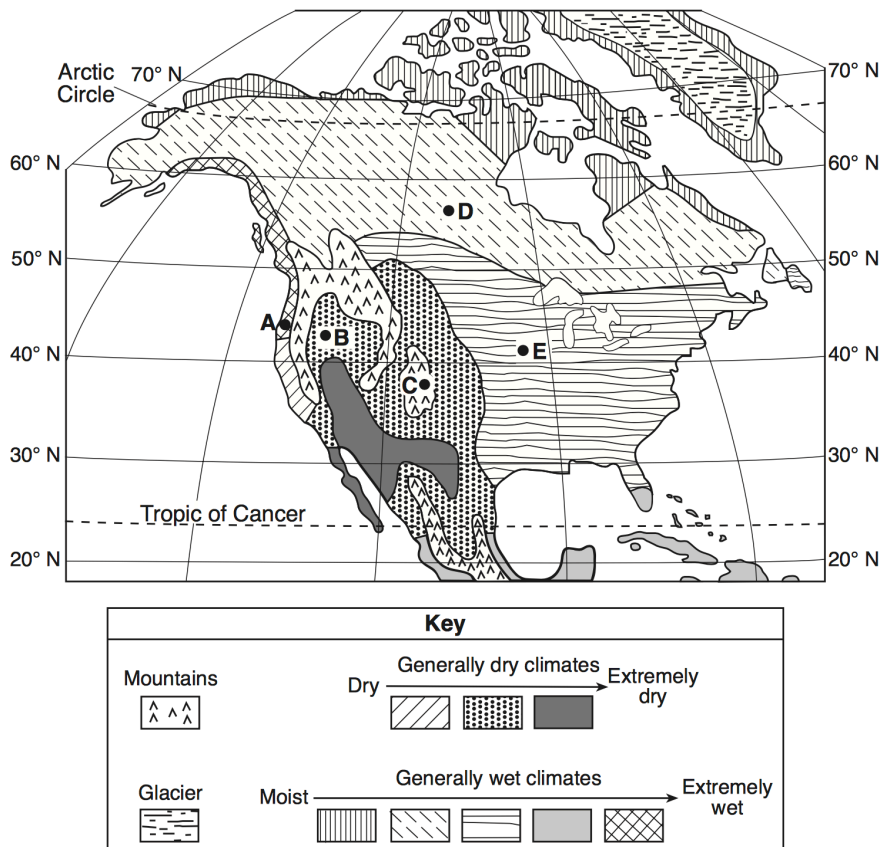 Arctic
Circle
70° N
70° N
60° N
60° N
D
50° N
50° N
A
B
40° N
E
40° N
C
30° N
30° N
Tropic of Cancer
20° N
20° N
Key
Mountains
Generally dry climates
Dry
Extremely
dry
Glacier
Generally wet climates
Moist
Extremely
wet